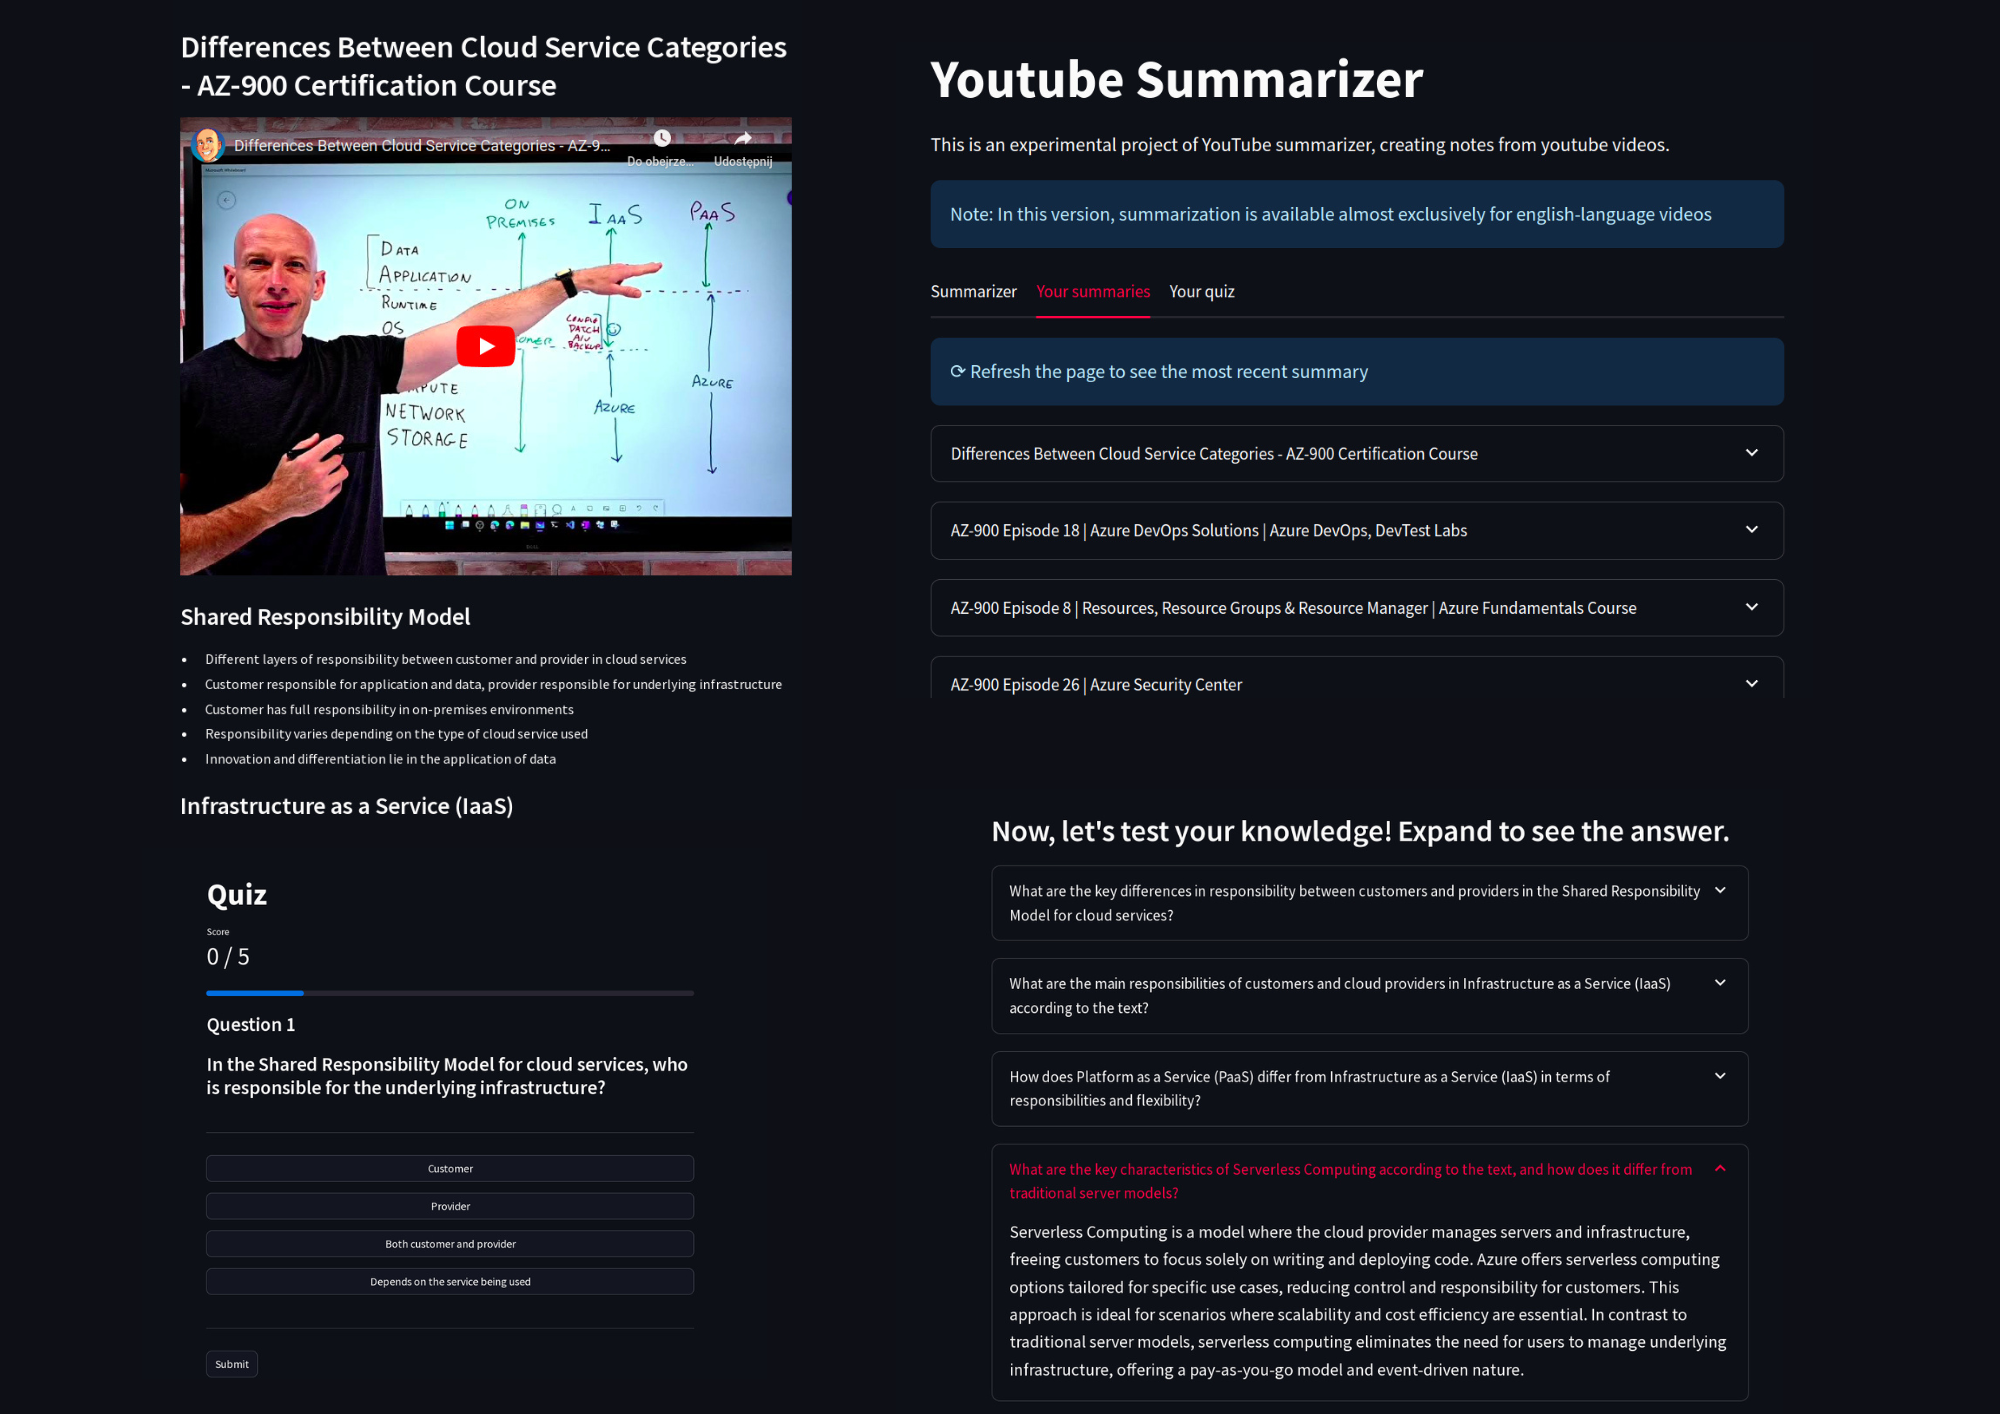 Differences Between Cloud Service Categories
- AZ-900 Certification Course
Differences Between Cloud Service Categories - AZ-9...
Do obejrze...
Udostępnij
Microsoft Whiteboard
ON
PREMISES
IAAS
PAAS
DATA
APPLICATION
RUNTIME
OS
CONFIG
PATCH
A/V
BACKUPS
NETWORK
STORAGE
AZURE
AZURE
DELL
Shared Responsibility Model
• Different layers of responsibility between customer and provider in cloud services
• Customer responsible for application and data, provider responsible for underlying infrastructure
• Customer has full responsibility in on-premises environments
• Responsibility varies depending on the type of cloud service used
• Innovation and differentiation lie in the application of data
Infrastructure as a Service (IaaS)
Youtube Summarizer
This is an experimental project of YouTube summarizer, creating notes from youtube videos.
Note: In this version, summarization is available almost exclusively for english-language videos
Summarizer Your summaries Your quiz
⟳ Refresh the page to see the most recent summary
Differences Between Cloud Service Categories - AZ-900 Certification Course
AZ-900 Episode 18 | Azure DevOps Solutions | Azure DevOps, DevTest Labs
AZ-900 Episode 8 | Resources, Resource Groups & Resource Manager | Azure Fundamentals Course
AZ-900 Episode 26 | Azure Security Center
Quiz
Score
0 / 5
Question 1
In the Shared Responsibility Model for cloud services, who
is responsible for the underlying infrastructure?
Customer
Provider
Both customer and provider
Depends on the service being used
Submit
Now, let's test your knowledge! Expand to see the answer.
What are the key differences in responsibility between customers and providers in the Shared Responsibility
Model for cloud services?
What are the main responsibilities of customers and cloud providers in Infrastructure as a Service (IaaS)
according to the text?
How does Platform as a Service (PaaS) differ from Infrastructure as a Service (IaaS) in terms of
responsibilities and flexibility?
What are the key characteristics of Serverless Computing according to the text, and how does it differ from
traditional server models?
Serverless Computing is a model where the cloud provider manages servers and infrastructure,
freeing customers to focus solely on writing and deploying code. Azure offers serverless computing
options tailored for specific use cases, reducing control and responsibility for customers. This
approach is ideal for scenarios where scalability and cost efficiency are essential. In contrast to
traditional server models, serverless computing eliminates the need for users to manage underlying
infrastructure, offering a pay-as-you-go model and event-driven nature.